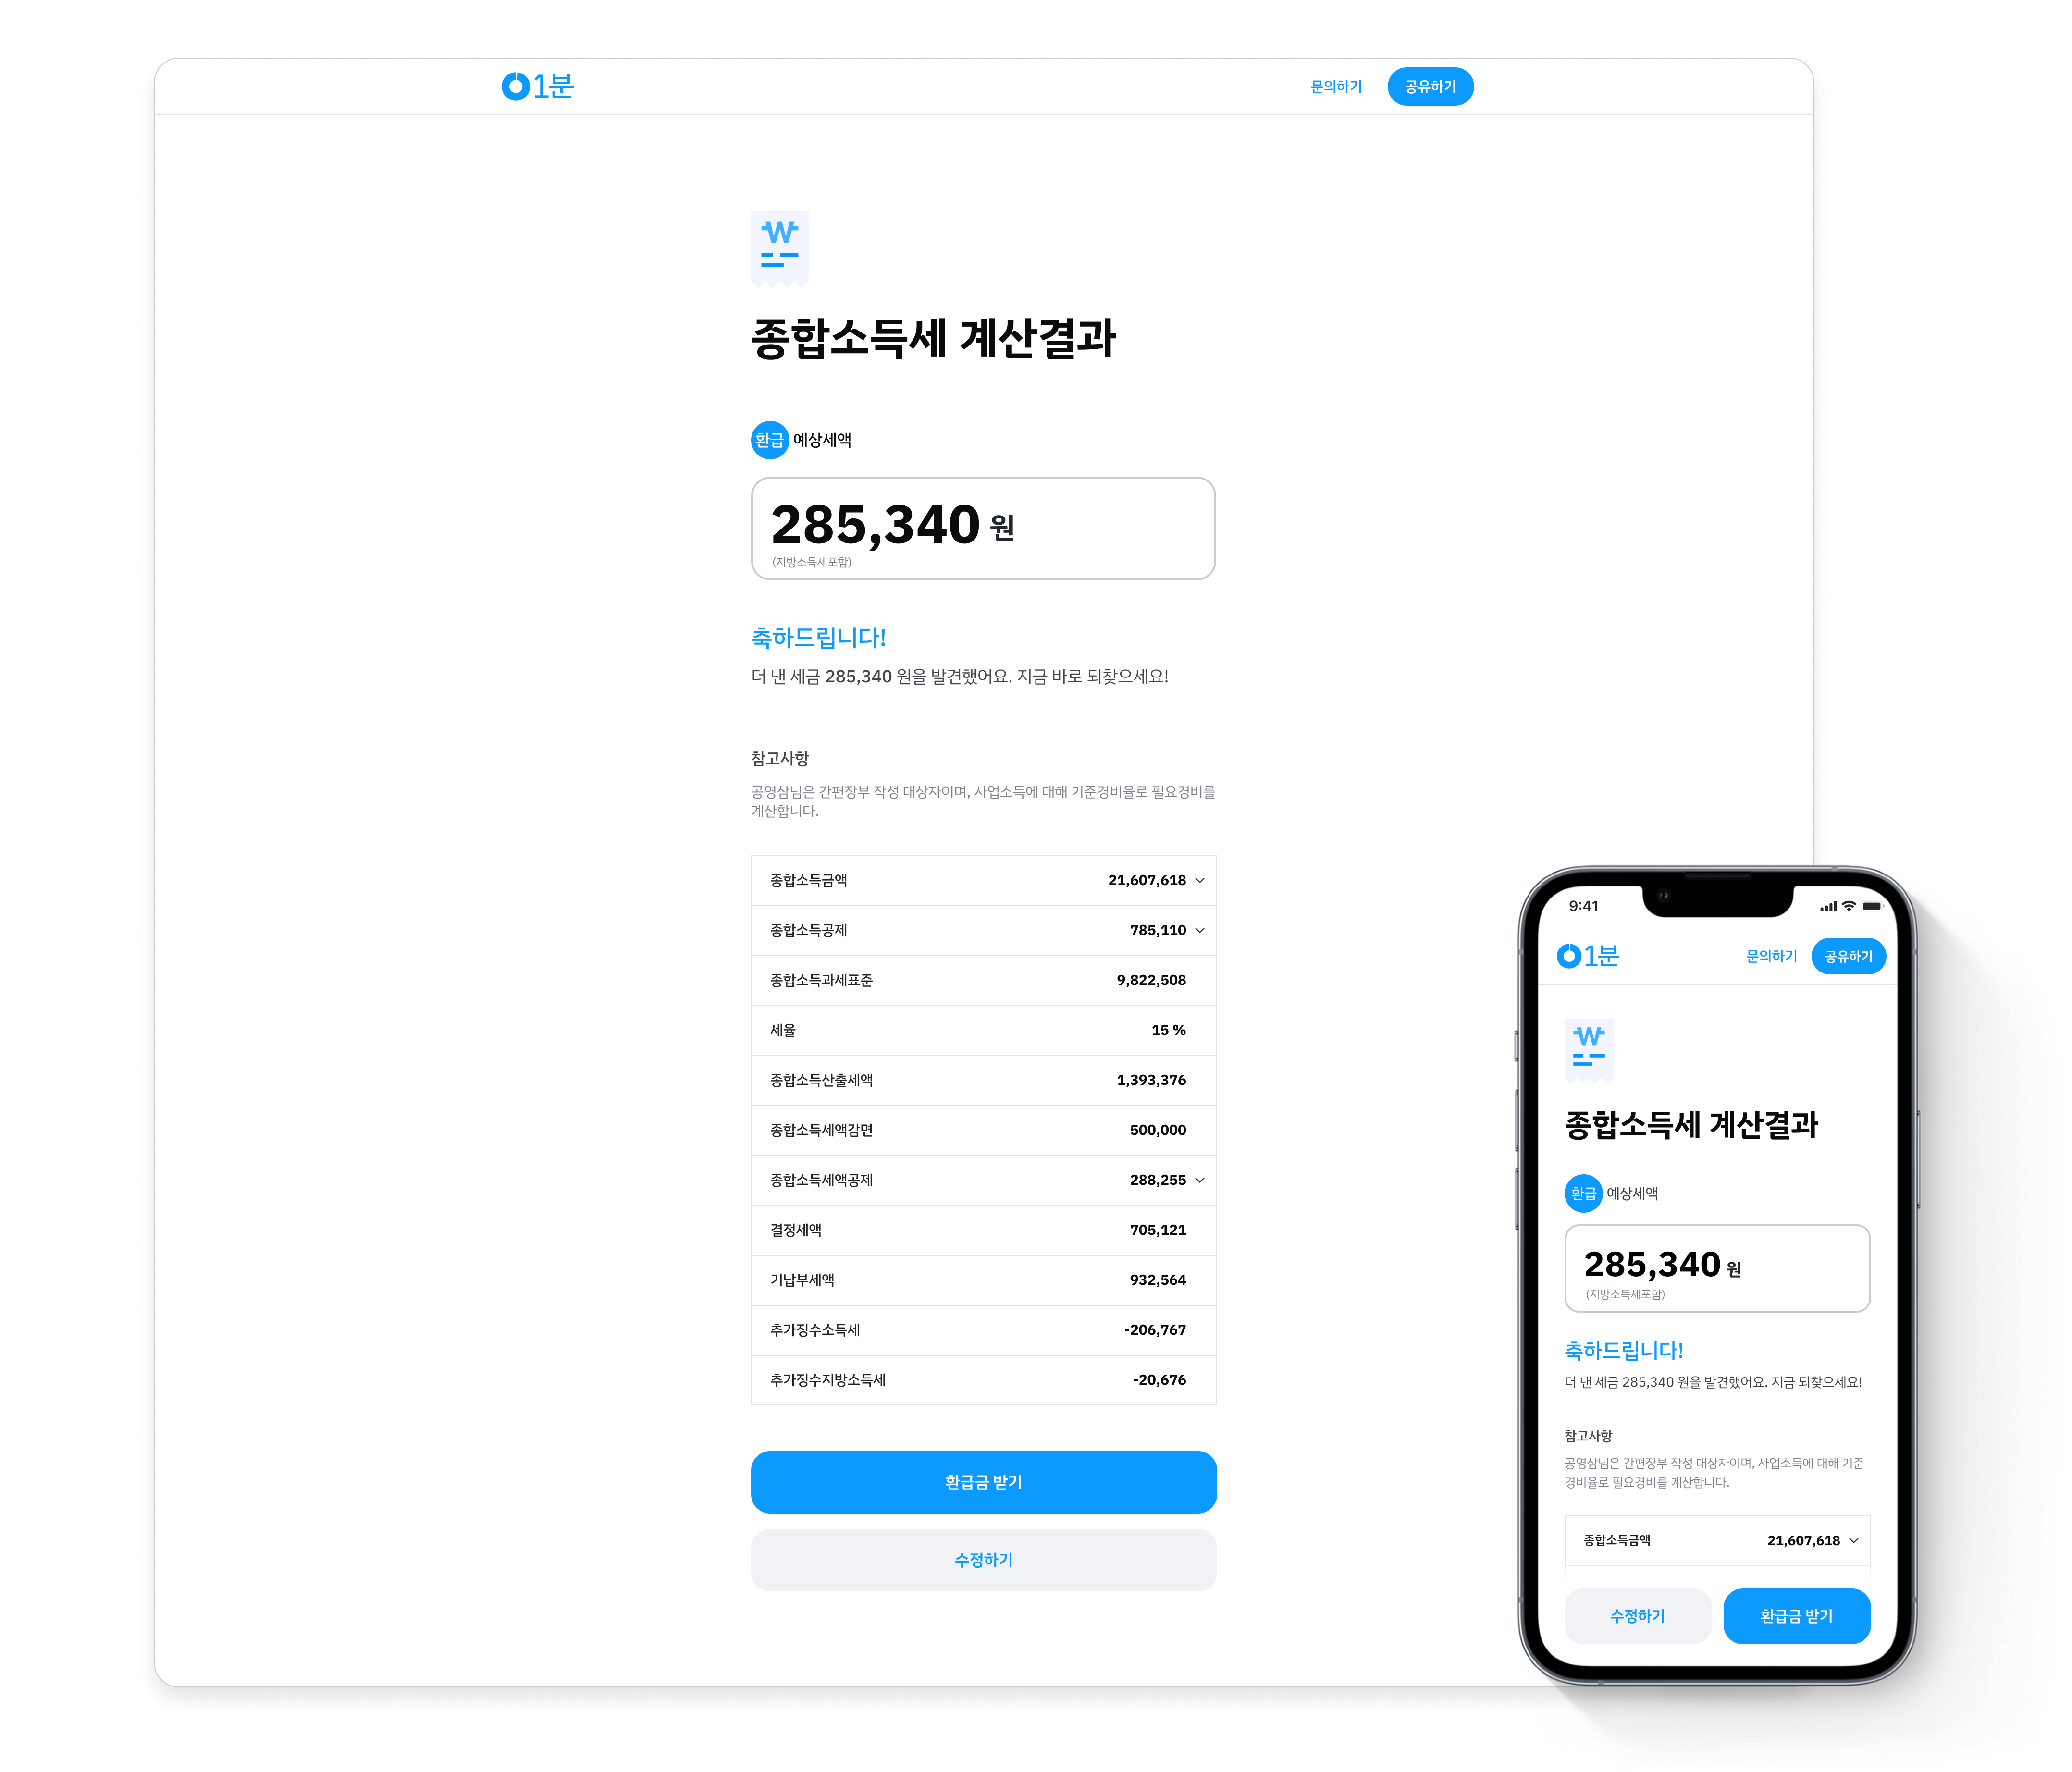 1분
문의하기 공유하기
₩
종합소득세 계산결과
환급 예상세액
285,340 원
(지방소득세포함)
축하드립니다!
더 낸 세금 285,340 원을 발견했어요. 지금 바로 되찾으세요!
참고사항
공영삼님은 간편장부 작성 대상자이며, 사업소득에 대해 기준경비율로 필요경비를
계산합니다.
종합소득금액 21,607,618
종합소득공제 785,110
종합소득과세표준 9,822,508
세율 15 %
종합소득산출세액 1,393,376
종합소득세액감면 500,000
종합소득세액공제 288,255
결정세액 705,121
기납부세액 932,564
추가징수소득세 -206,767
추가징수지방소득세 -20,676
환급금 받기
수정하기
9:41
1분
문의하기 공유하기
₩
종합소득세 계산결과
환급 예상세액
285,340 원
(지방소득세포함)
축하드립니다!
더 낸 세금 285,340 원을 발견했어요. 지금 되찾으세요!
참고사항
공영삼님은 간편장부 작성 대상자이며, 사업소득에 대해 기준
경비율로 필요경비를 계산합니다.
종합소득금액 21,607,618
수정하기 환급금 받기